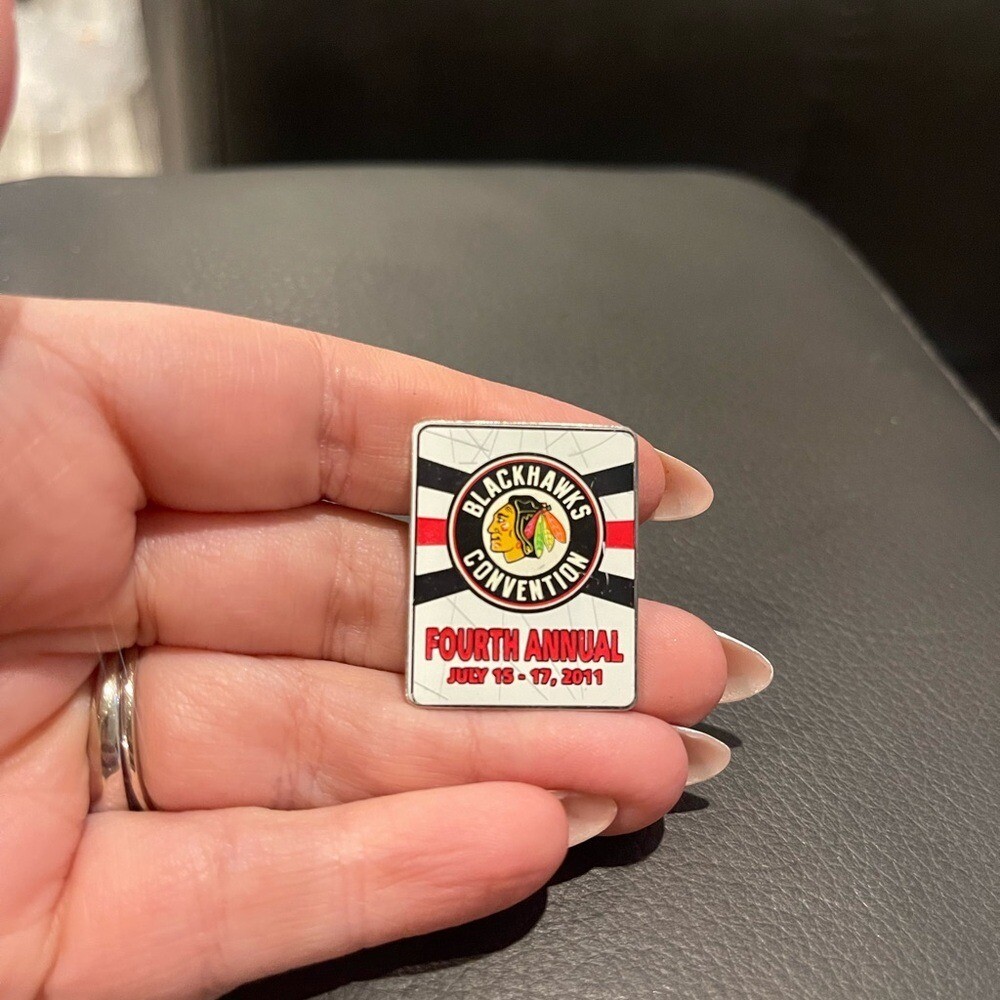 BLACKHAWKS
CONVENTION
FOURTH ANNUAL
JULY 15 - 17, 2011